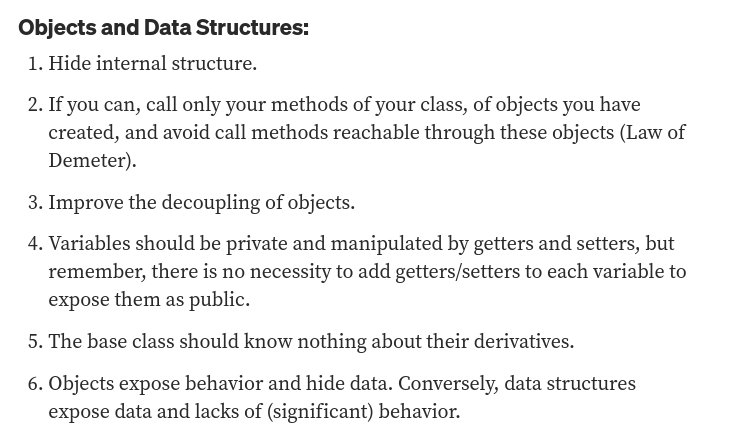 Objects and Data Structures:
1. Hide internal structure.
2. If you can, call only your methods of your class, of objects you have
created, and avoid call methods reachable through these objects (Law of
Demeter).
3. Improve the decoupling of objects.
4. Variables should be private and manipulated by getters and setters, but
remember, there is no necessity to add getters/setters to each variable to
expose them as public.
5. The base class should know nothing about their derivatives.
6. Objects expose behavior and hide data. Conversely, data structures
expose data and lacks of (significant) behavior.